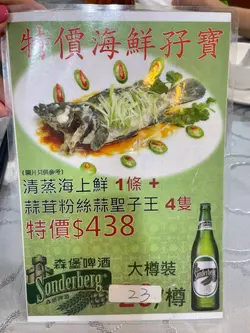 特價海鮮孖寶
(圖片只供參考)
清蒸海上鮮 1條 +
蒜茸粉絲蒜聖子王 4隻
特價$438
森堡啤酒
Sonderberg
大樽裝
23 /樽
Sonderberg